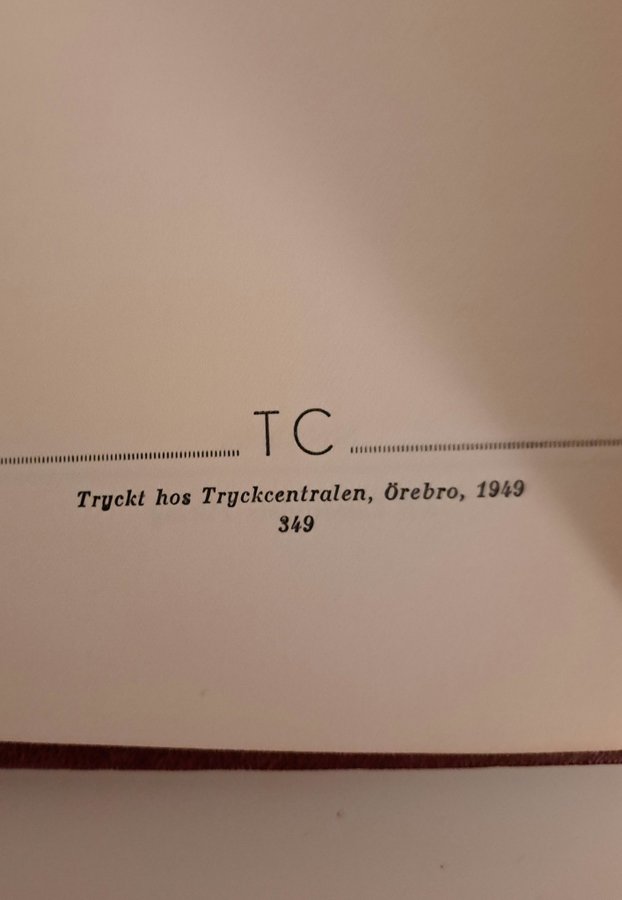 TC
Tryckt hos Tryckcentralen, Örebro, 1949
349